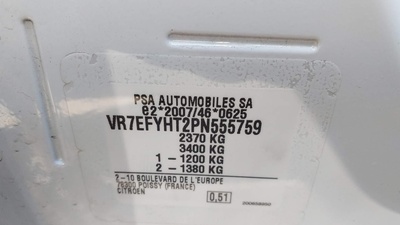 PSA AUTOMOBILES SA
e2*2007/46*0625
VR7EFYHT2PN555759
2370 KG
3400 KG
1 - 1200 KG
2 - 1380 KG
2-10 BOULEVARD DE L'EUROPE
78300 POISSY (FRANCE)
CITROEN
0.51